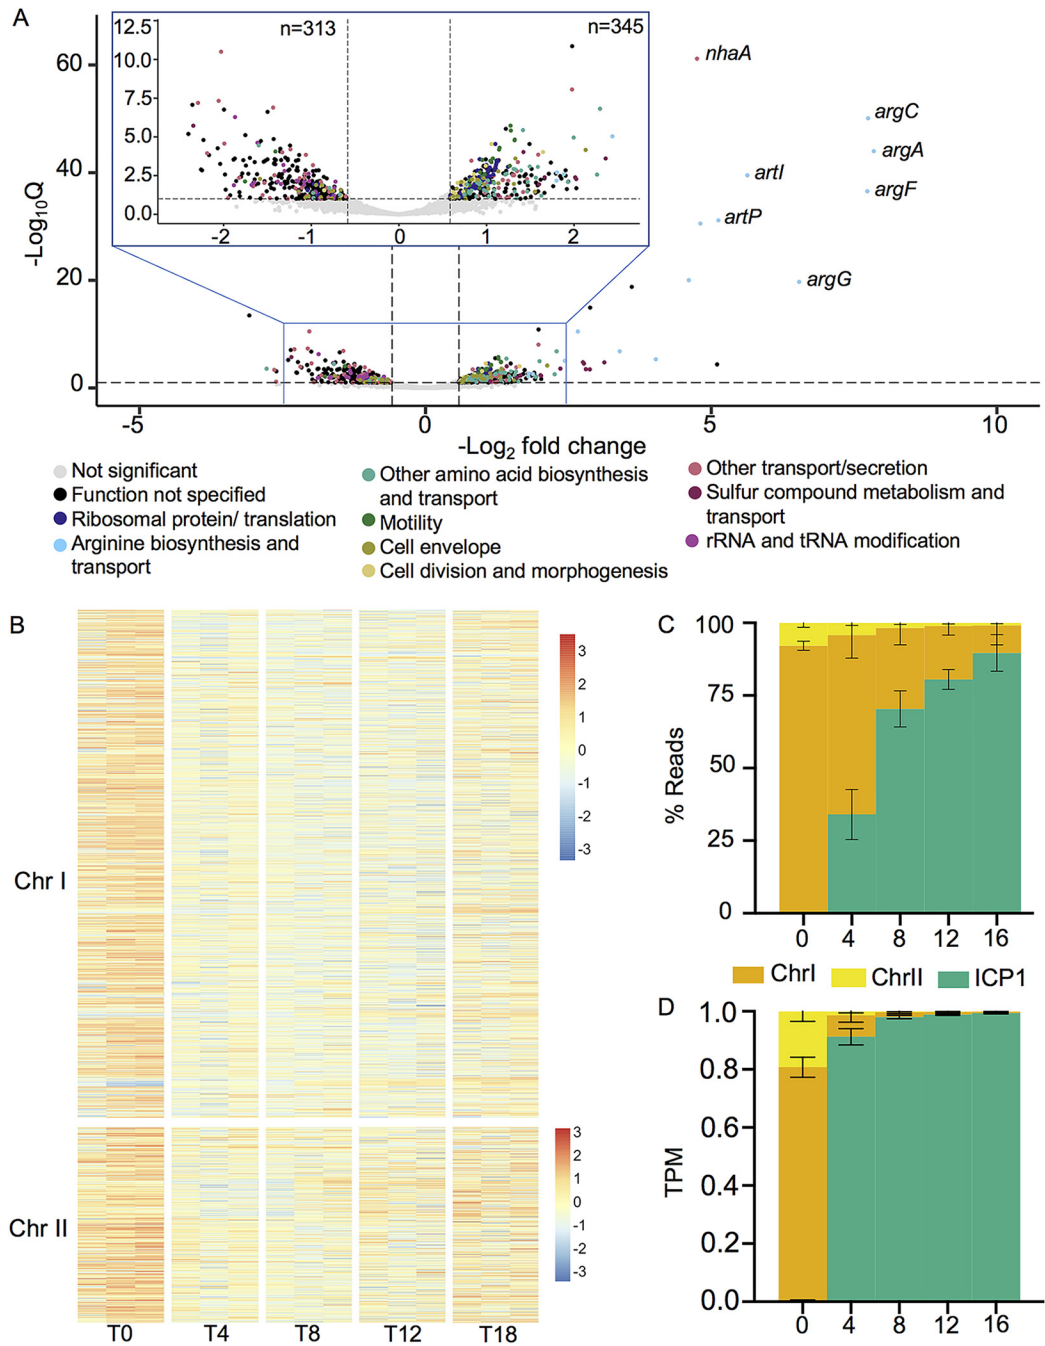 A
12.5
10.0
7.5
5.0
2.5
0.0
n=313
n=345
-2
-1
0
1
2
60
40
20
0
-Log10Q
nhaA
argC
argA
artI
argF
artP
argG
-5
0
5
10
-Log2 fold change
Not significant
Function not specified
Ribosomal protein/ translation
Arginine biosynthesis and
transport
Other amino acid biosynthesis
and transport
Motility
Cell envelope
Cell division and morphogenesis
Other transport/secretion
Sulfur compound metabolism and
transport
rRNA and tRNA modification
B
Chr I
Chr II
3
2
1
0
-1
-2
-3
3
2
1
0
-1
-2
-3
T0
T4
T8
T12
T18
C
100
75
50
25
0
% Reads
0
4
8
12
16
ChrI
ChrII
ICP1
D
1.0
0.8
0.6
0.4
0.2
0.0
TPM
0
4
8
12
16